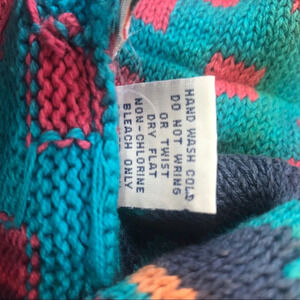 HAND WASH COLD
DO NOT WRING
OR TWIST
DRY FLAT
NON-CHLORINE
BLEACH ONLY